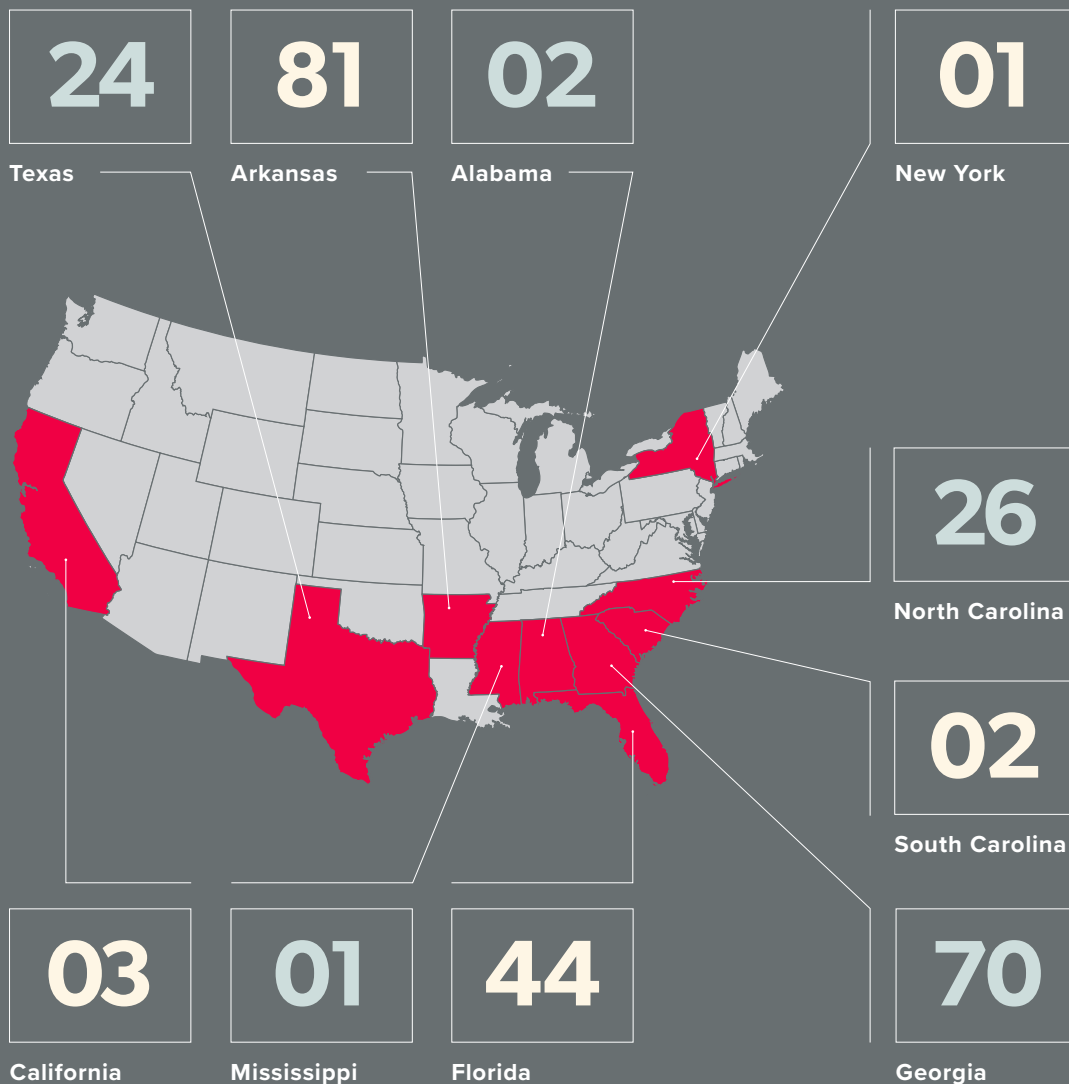 24
81
02
01
Texas
Arkansas
Alabama
New York
26
North Carolina
02
South Carolina
03
01
44
70
California
Mississippi
Florida
Georgia